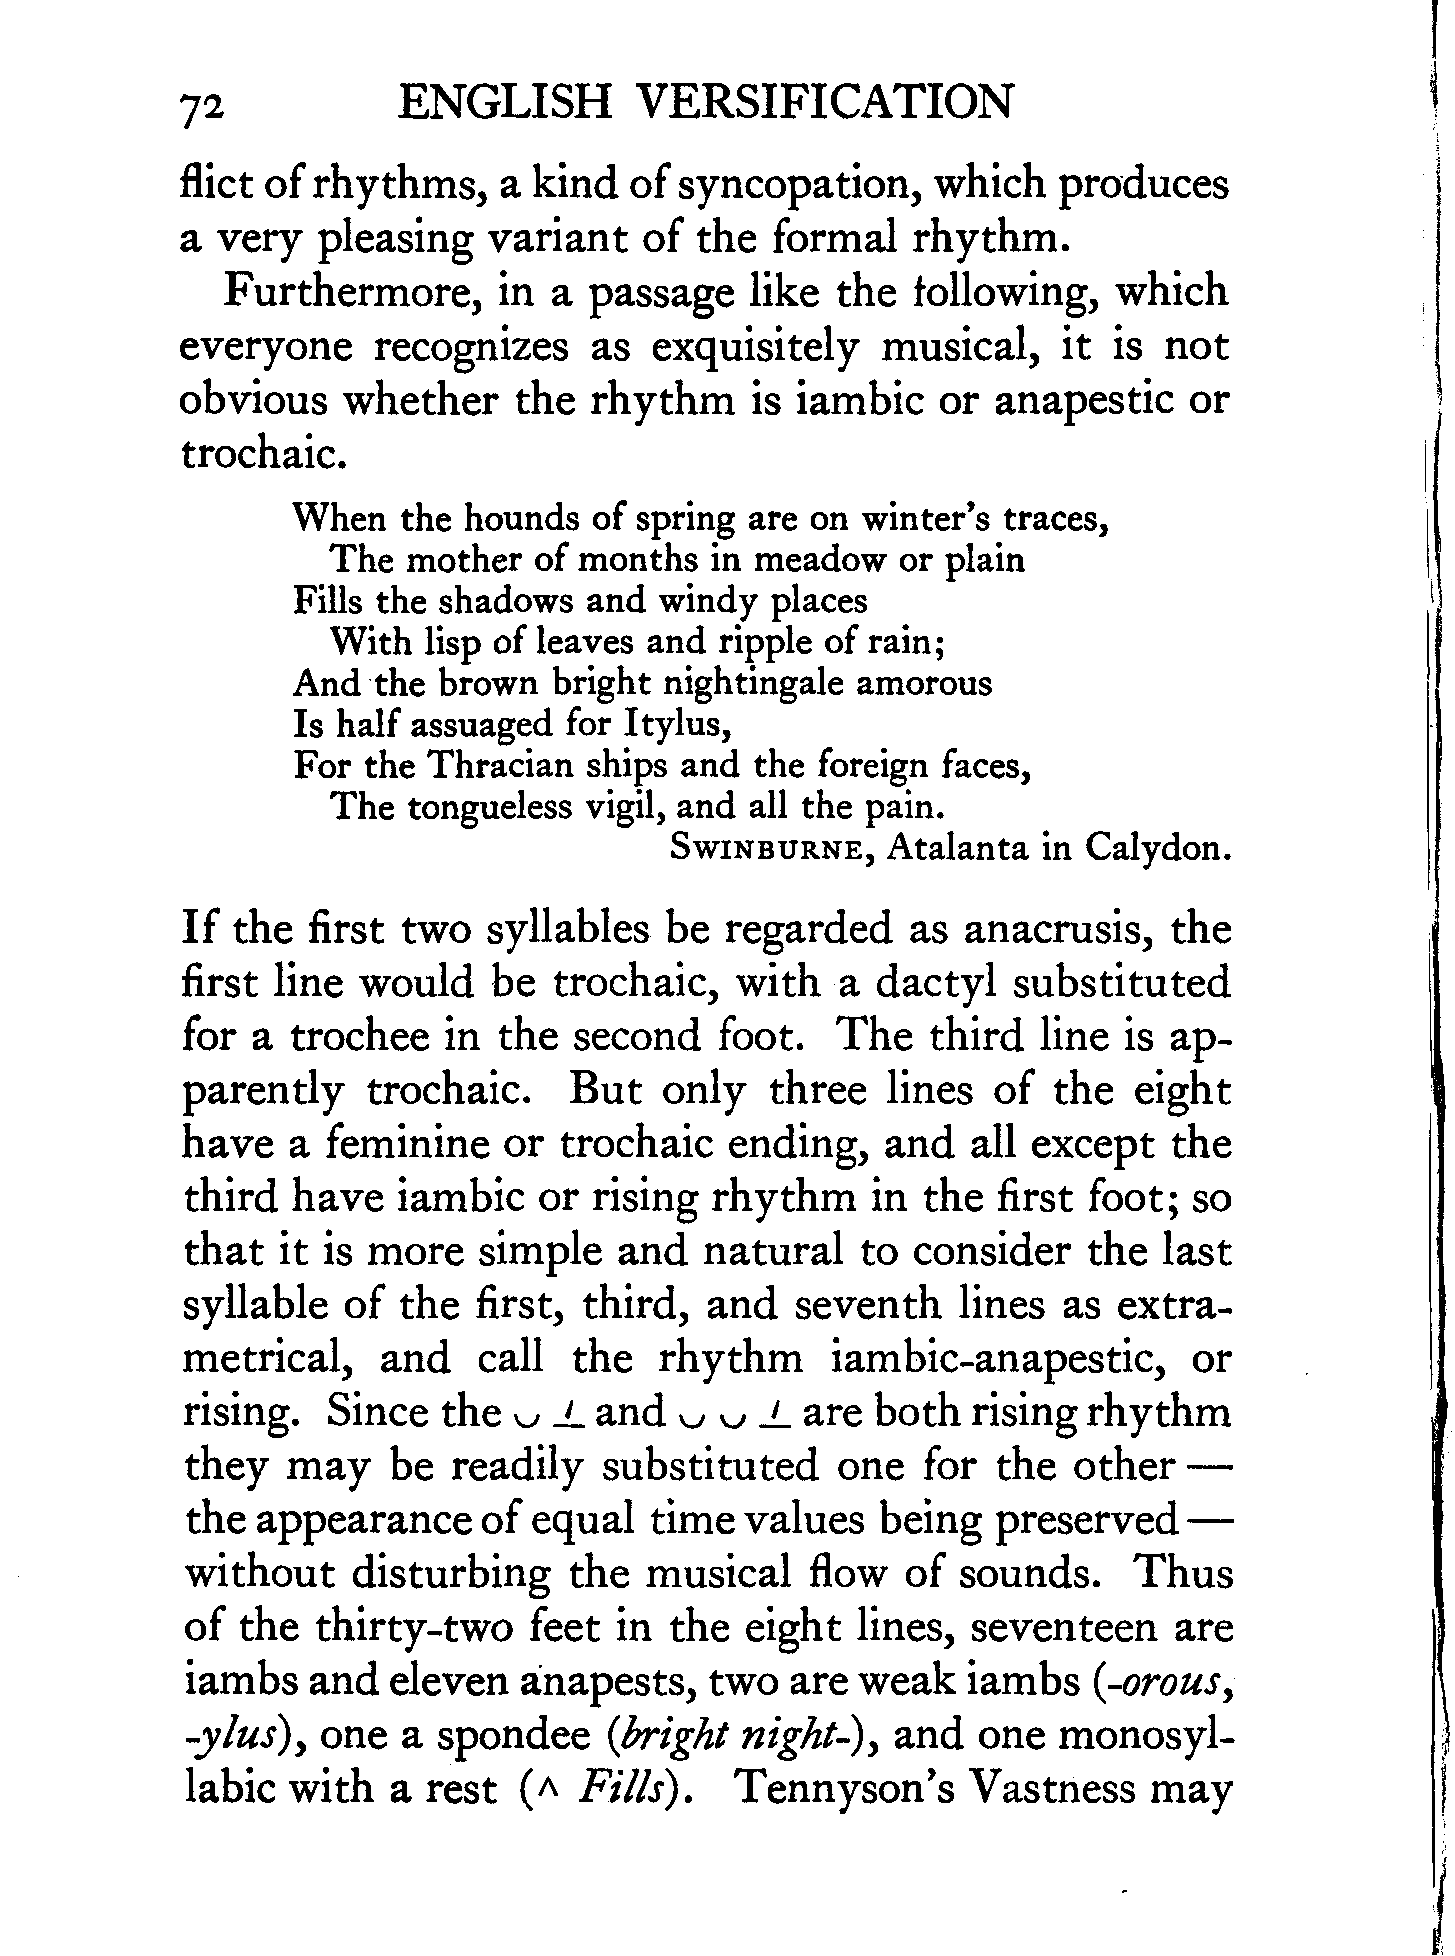 72 ENGLISH VERSIFICATION
flict of rhythms, a kind of syncopation, which produces
a very pleasing variant of the formal rhythm.
Furthermore, in a passage like the following, which
everyone recognizes as exquisitely musical, it is not
obvious whether the rhythm is iambic or anapestic or
trochaic.
When the hounds of spring are on winter's traces,
The mother of months in meadow or plain
Fills the shadows and windy places
With lisp of leaves and ripple of rain;
And the brown bright nightingale amorous
Is half assuaged for Itylus,
For the Thracian ships and the foreign faces,
The tongueless vigil, and all the pain.
SWINBURNE, Atalanta in Calydon.
If the first two syllables be regarded as anacrusis, the
first line would be trochaic, with a dactyl substituted
for a trochee in the second foot. The third line is ap-
parently trochaic. But only three lines of the eight
have a feminine or trochaic ending, and all except the
third have iambic or rising rhythm in the first foot; so
that it is more simple and natural to consider the last
syllable of the first, third, and seventh lines as extra-
metrical, and call the rhythm iambic-anapestic, or
rising. Since the ◡ ⊥ and ◡ ◡ ⊥ are both rising rhythm
they may be readily substituted one for the other —
the appearance of equal time values being preserved —
without disturbing the musical flow of sounds. Thus
of the thirty-two feet in the eight lines, seventeen are
iambs and eleven anapests, two are weak iambs (-orous,
-ylus), one a spondee (bright night-), and one monosyl-
labic with a rest (∧ Fills). Tennyson's Vastness may